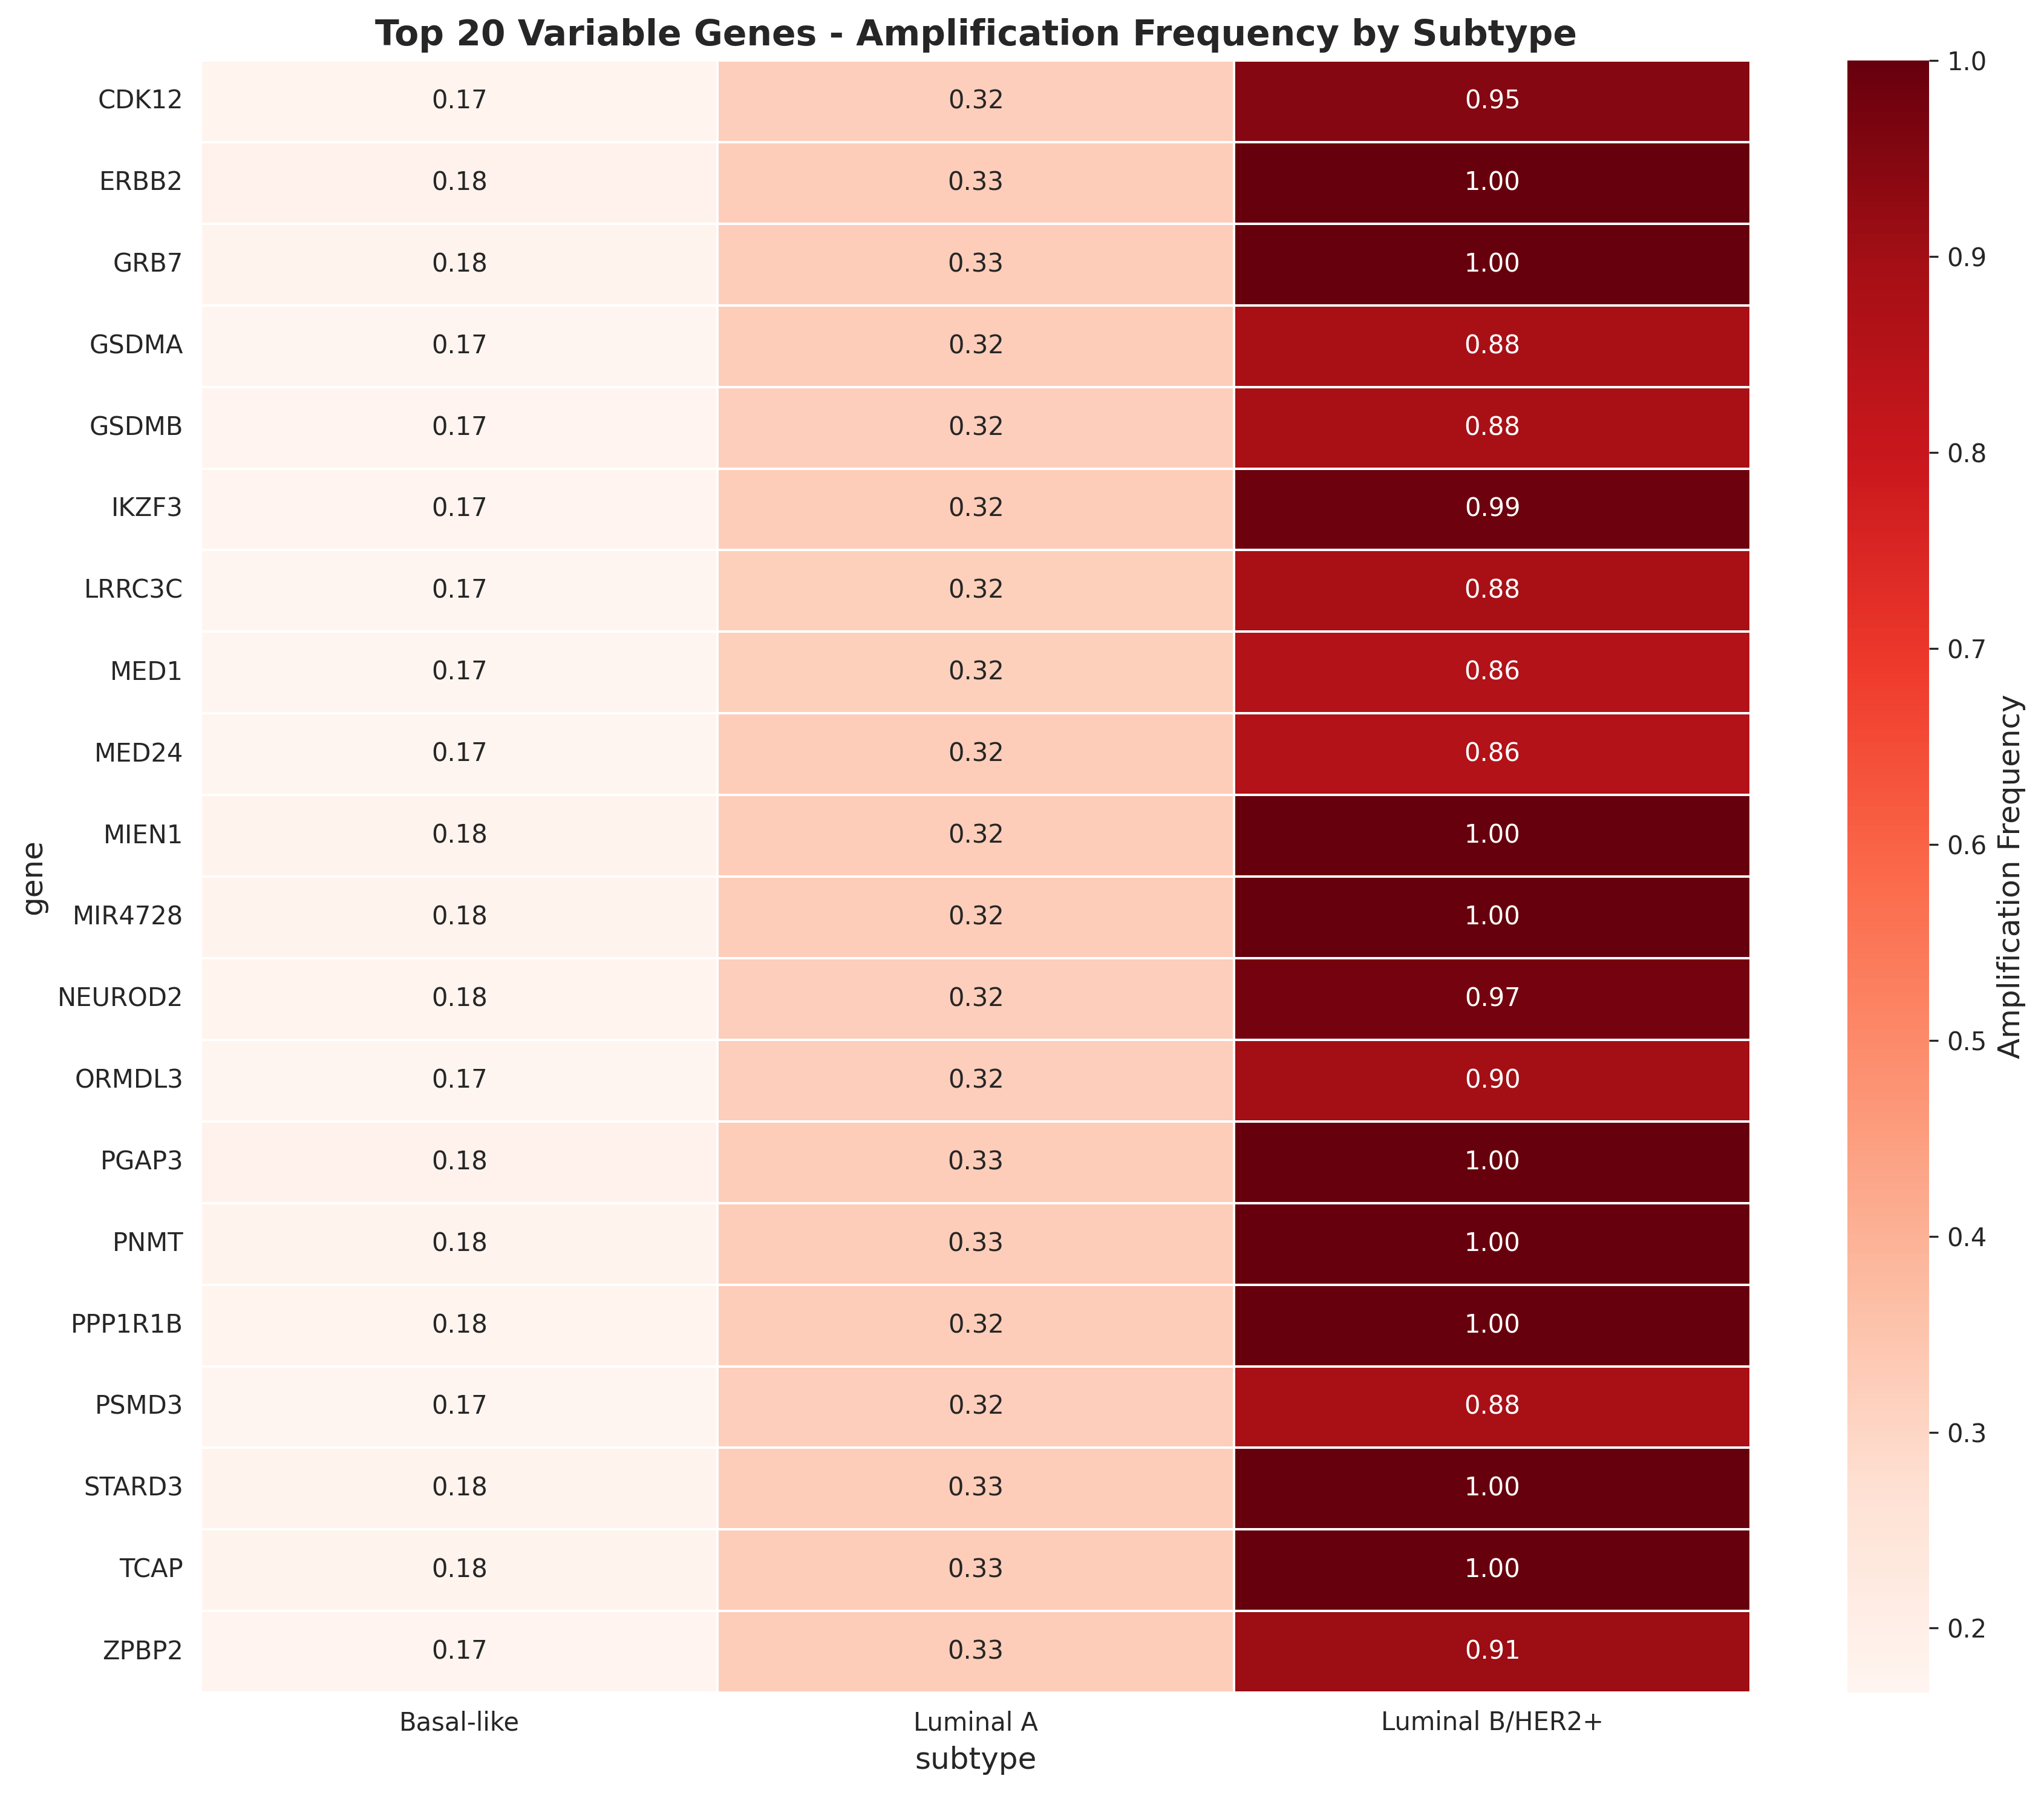 Top 20 Variable Genes - Amplification Frequency by Subtype
CDK12 0.17 0.32 0.95
ERBB2 0.18 0.33 1.00
GRB7 0.18 0.33 1.00
GSDMA 0.17 0.32 0.88
GSDMB 0.17 0.32 0.88
IKZF3 0.17 0.32 0.99
LRRC3C 0.17 0.32 0.88
MED1 0.17 0.32 0.86
MED24 0.17 0.32 0.86
MIEN1 0.18 0.32 1.00
MIR4728 0.18 0.32 1.00
NEUROD2 0.18 0.32 0.97
ORMDL3 0.17 0.32 0.90
PGAP3 0.18 0.33 1.00
PNMT 0.18 0.33 1.00
PPP1R1B 0.18 0.32 1.00
PSMD3 0.17 0.32 0.88
STARD3 0.18 0.33 1.00
TCAP 0.18 0.33 1.00
ZPBP2 0.17 0.33 0.91
Basal-like Luminal A Luminal B/HER2+
subtype
gene
1.0
0.9
0.8
0.7
0.6
0.5
0.4
0.3
0.2
Amplification Frequency